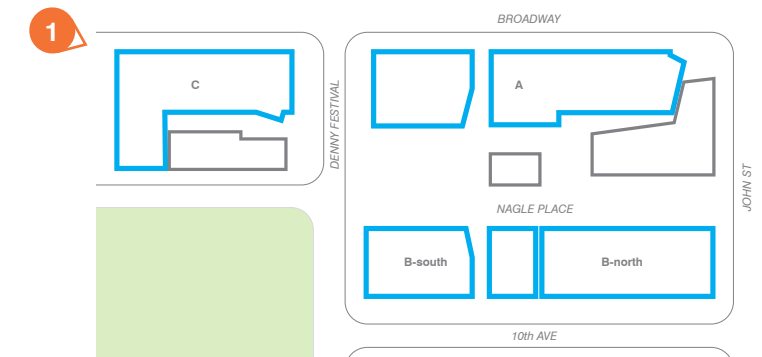 BROADWAY
1
C
A
DENNY FESTIVAL
JOHN ST
NAGLE PLACE
B-south
B-north
10th AVE